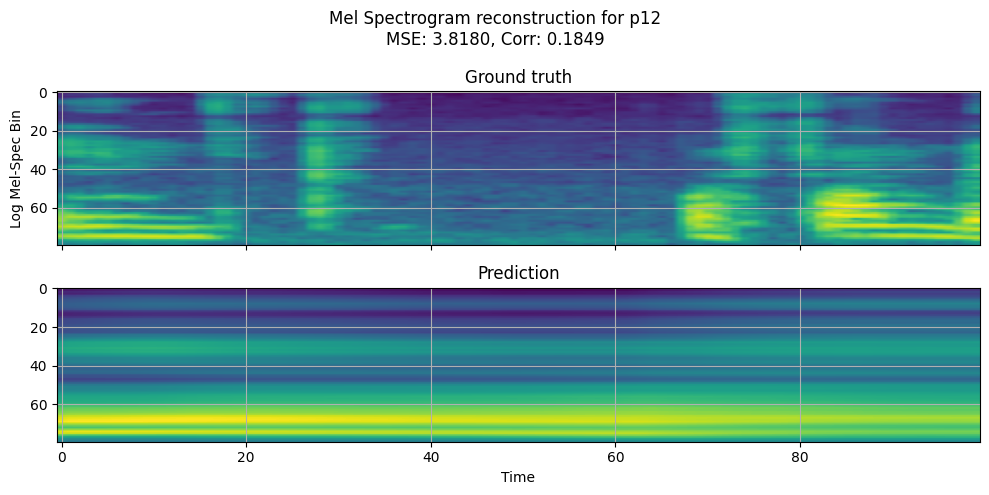 Mel Spectrogram reconstruction for p12
MSE: 3.8180, Corr: 0.1849
Ground truth
0
20
40
60
Log Mel-Spec Bin
Prediction
0
20
40
60
0 20 40 60 80
Time